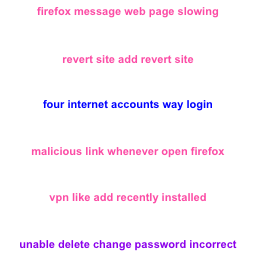 firefox message web page slowing
revert site add revert site
four internet accounts way login
malicious link whenever open firefox
vpn like add recently installed
unable delete change password incorrect